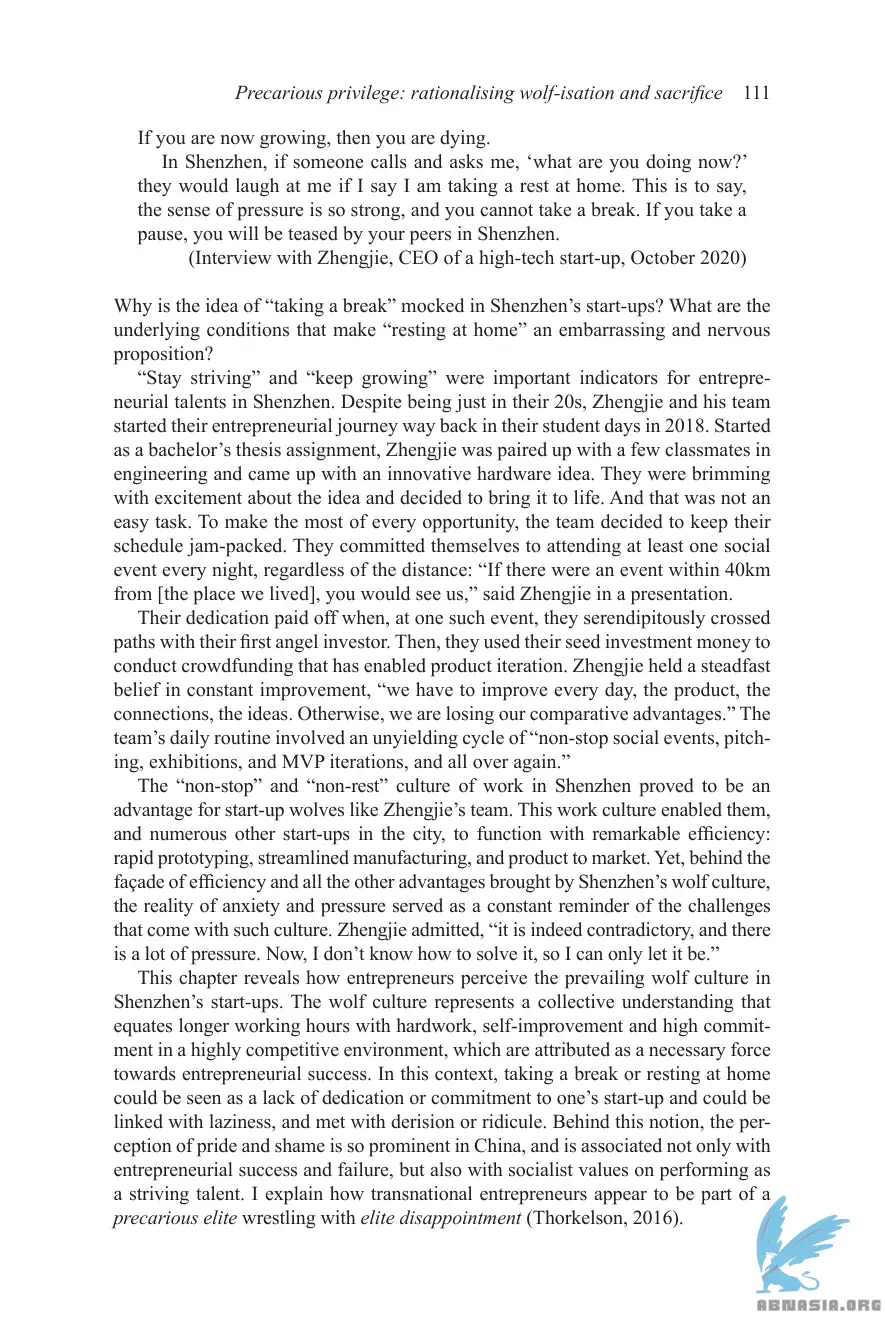 Precarious privilege: rationalising wolf-isation and sacrifice 111
If you are now growing, then you are dying.
In Shenzhen, if someone calls and asks me, ‘what are you doing now?’
they would laugh at me if I say I am taking a rest at home. This is to say,
the sense of pressure is so strong, and you cannot take a break. If you take a
pause, you will be teased by your peers in Shenzhen.
(Interview with Zhengjie, CEO of a high-tech start-up, October 2020)
Why is the idea of “taking a break” mocked in Shenzhen’s start-ups? What are the
underlying conditions that make “resting at home” an embarrassing and nervous
proposition?
“Stay striving” and “keep growing” were important indicators for entrepre-
neurial talents in Shenzhen. Despite being just in their 20s, Zhengjie and his team
started their entrepreneurial journey way back in their student days in 2018. Started
as a bachelor’s thesis assignment, Zhengjie was paired up with a few classmates in
engineering and came up with an innovative hardware idea. They were brimming
with excitement about the idea and decided to bring it to life. And that was not an
easy task. To make the most of every opportunity, the team decided to keep their
schedule jam-packed. They committed themselves to attending at least one social
event every night, regardless of the distance: “If there were an event within 40km
from [the place we lived], you would see us,” said Zhengjie in a presentation.
Their dedication paid off when, at one such event, they serendipitously crossed
paths with their first angel investor. Then, they used their seed investment money to
conduct crowdfunding that has enabled product iteration. Zhengjie held a steadfast
belief in constant improvement, “we have to improve every day, the product, the
connections, the ideas. Otherwise, we are losing our comparative advantages.” The
team’s daily routine involved an unyielding cycle of “non-stop social events, pitch-
ing, exhibitions, and MVP iterations, and all over again.”
The “non-stop” and “non-rest” culture of work in Shenzhen proved to be an
advantage for start-up wolves like Zhengjie’s team. This work culture enabled them,
and numerous other start-ups in the city, to function with remarkable efficiency:
rapid prototyping, streamlined manufacturing, and product to market. Yet, behind the
façade of efficiency and all the other advantages brought by Shenzhen’s wolf culture,
the reality of anxiety and pressure served as a constant reminder of the challenges
that come with such culture. Zhengjie admitted, “it is indeed contradictory, and there
is a lot of pressure. Now, I don’t know how to solve it, so I can only let it be.”
This chapter reveals how entrepreneurs perceive the prevailing wolf culture in
Shenzhen’s start-ups. The wolf culture represents a collective understanding that
equates longer working hours with hardwork, self-improvement and high commit-
ment in a highly competitive environment, which are attributed as a necessary force
towards entrepreneurial success. In this context, taking a break or resting at home
could be seen as a lack of dedication or commitment to one’s start-up and could be
linked with laziness, and met with derision or ridicule. Behind this notion, the per-
ception of pride and shame is so prominent in China, and is associated not only with
entrepreneurial success and failure, but also with socialist values on performing as
a striving talent. I explain how transnational entrepreneurs appear to be part of a
precarious elite wrestling with elite disappointment (Thorkelson, 2016).
ABNASIA.ORG